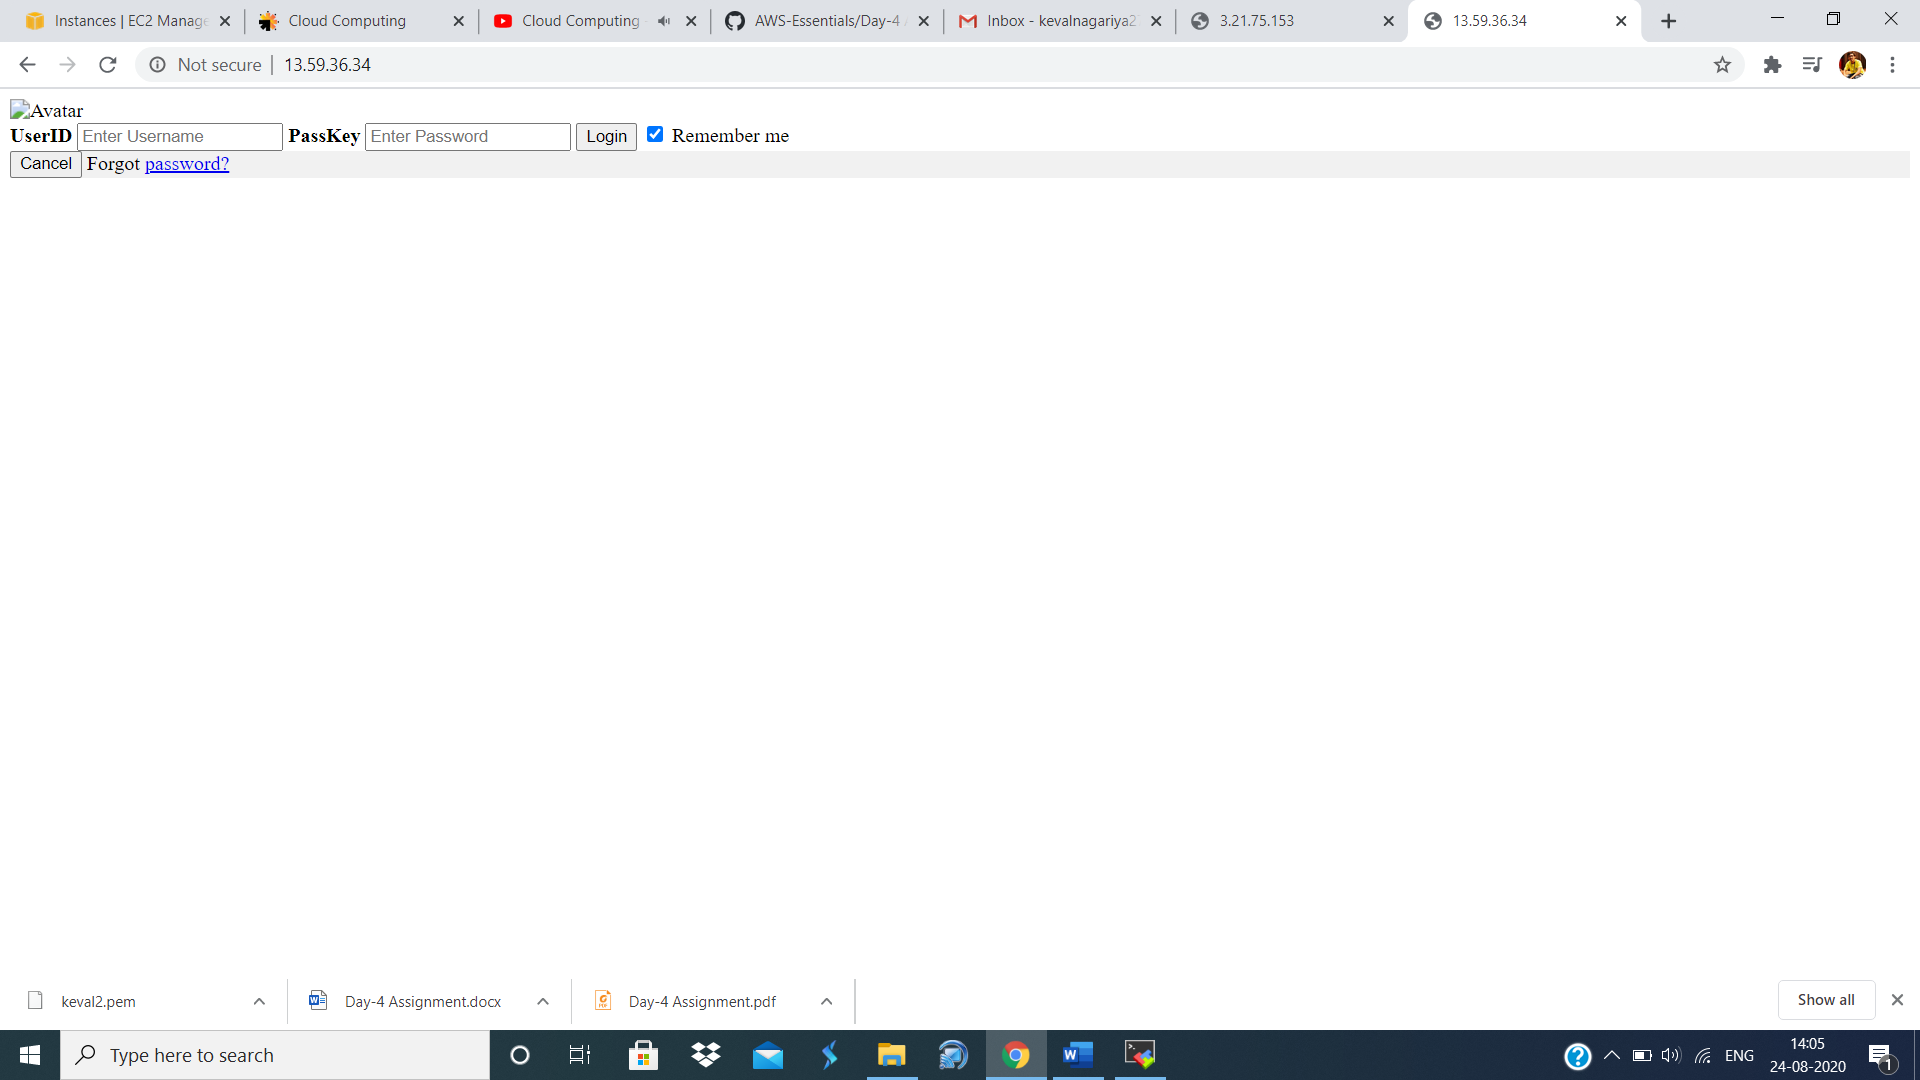 Instances | EC2 Manage
Cloud Computing
Cloud Computing -
AWS-Essentials/Day-4
Inbox - kevalnagariya2
3.21.75.153
13.59.36.34
Not secure | 13.59.36.34
Avatar
UserID Enter Username PassKey Enter Password Login Remember me
Cancel Forgot password?
keval2.pem
Day-4 Assignment.docx
Day-4 Assignment.pdf
Show all
Type here to search
ENG
14:05
24-08-2020
1